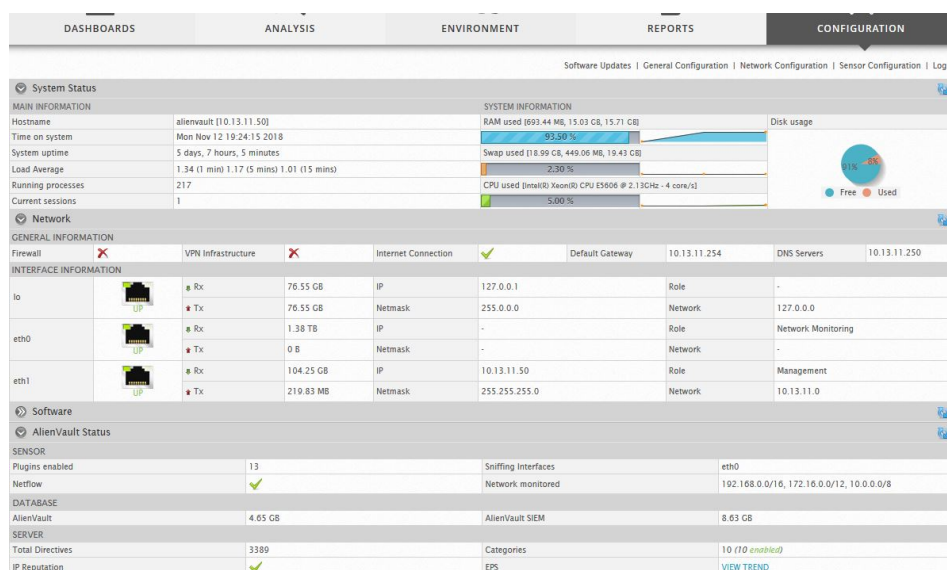 DASHBOARDS ANALYSIS ENVIRONMENT REPORTS CONFIGURATION
Software Updates | General Configuration | Network Configuration | Sensor Configuration | Log
System Status
MAIN INFORMATION SYSTEM INFORMATION
Hostname alienvault [10.13.11.50] RAM used [693.44 MB, 15.03 GB, 15.71 GB] Disk usage
Time on system Mon Nov 12 19:24:15 2018 93.50 %
System uptime 5 days, 7 hours, 5 minutes Swap used [18.99 GB, 449.06 MB, 19.43 GB]
Load Average 1.34 (1 min) 1.17 (5 mins) 1.01 (15 mins) 2.30 %
Running processes 217 CPU used [Intel(R) Xeon(R) CPU E5606 @ 2.13GHz - 4 core/s]
Free Used
Current sessions 1 5.00 %
Network
GENERAL INFORMATION
Firewall VPN Infrastructure Internet Connection Default Gateway 10.13.11.254 DNS Servers 10.13.11.250
INTERFACE INFORMATION
lo UP Rx 76.55 GB IP 127.0.0.1 Role -
Tx 76.55 GB Netmask 255.0.0.0 Network 127.0.0.0
eth0 UP Rx 1.38 TB IP - Role Network Monitoring
Tx 0 B Netmask - Network -
eth1 UP Rx 104.25 GB IP 10.13.11.50 Role Management
Tx 219.83 MB Netmask 255.255.255.0 Network 10.13.11.0
Software
AlienVault Status
SENSOR
Plugins enabled 13 Sniffing Interfaces eth0
Netflow Network monitored 192.168.0.0/16, 172.16.0.0/12, 10.0.0.0/8
DATABASE
AlienVault 4.65 GB AlienVault SIEM 8.63 GB
SERVER
Total Directives 3389 Categories 10 (10 enabled)
IP Reputation EPS VIEW TREND